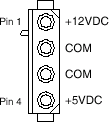 Pin 1 +12VDC
COM
COM
Pin 4 +5VDC